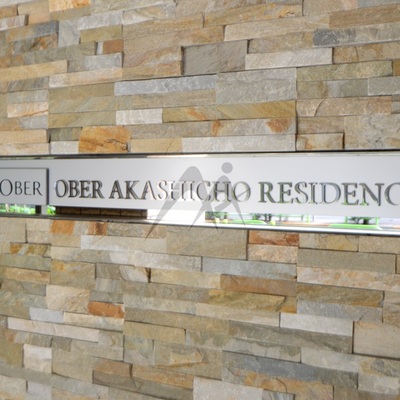 OBER OBER AKASHICHO RESIDENC